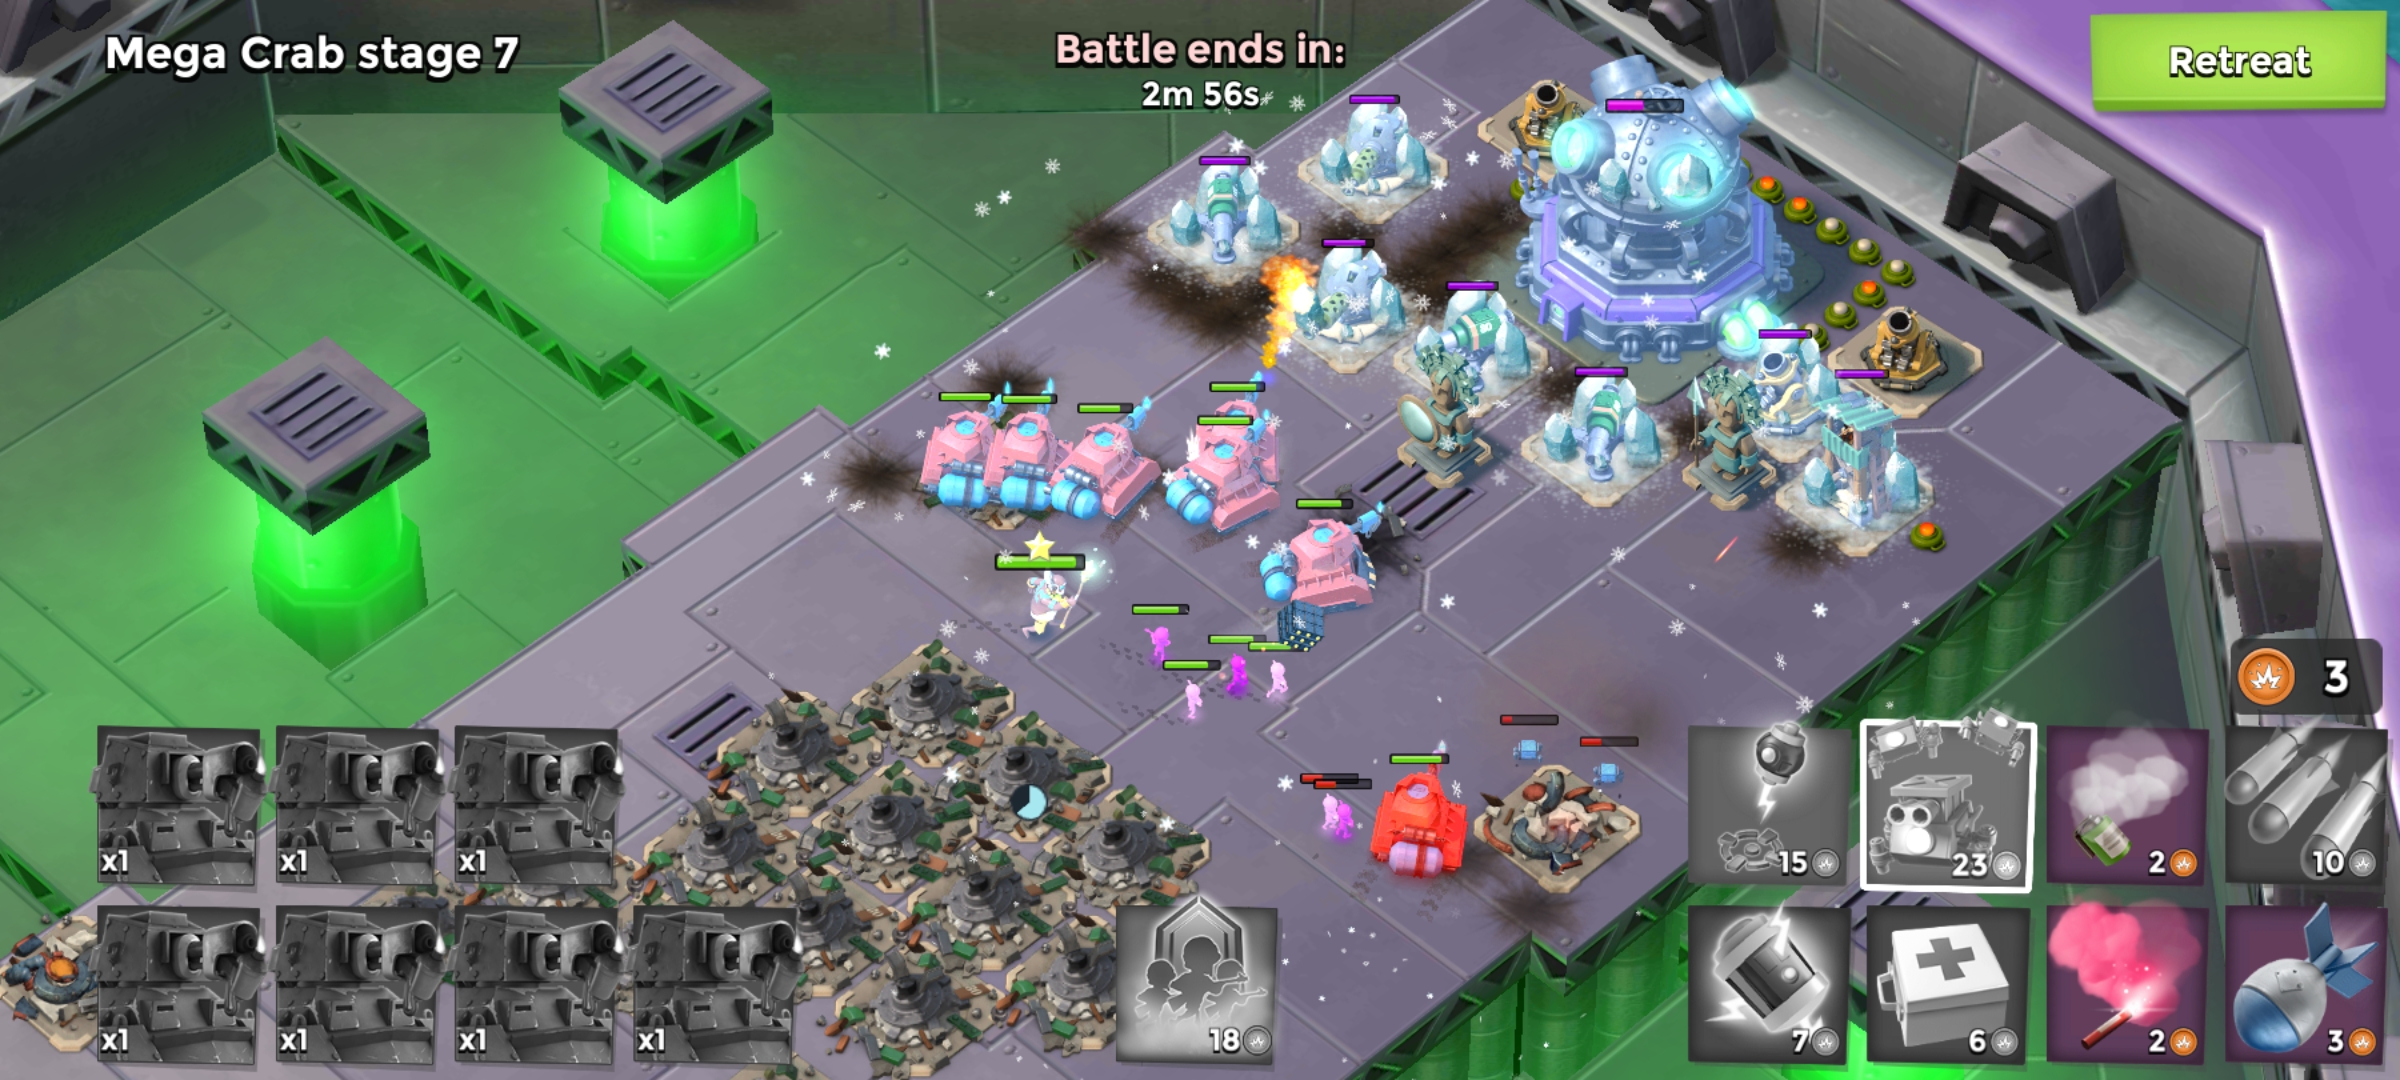 Mega Crab stage 7
Battle ends in:
2m 56s
Retreat
3
x1
x1
x1
15
23
2
10
x1
x1
x1
x1
18
7
6
2
3